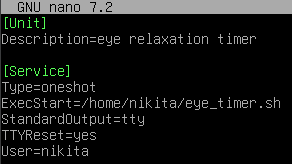 GNU nano 7.2
[Unit]
Description=eye relaxation timer
[Service]
Type=oneshot
ExecStart=/home/nikita/eye_timer.sh
StandardOutput=tty
TTYReset=yes
User=nikita